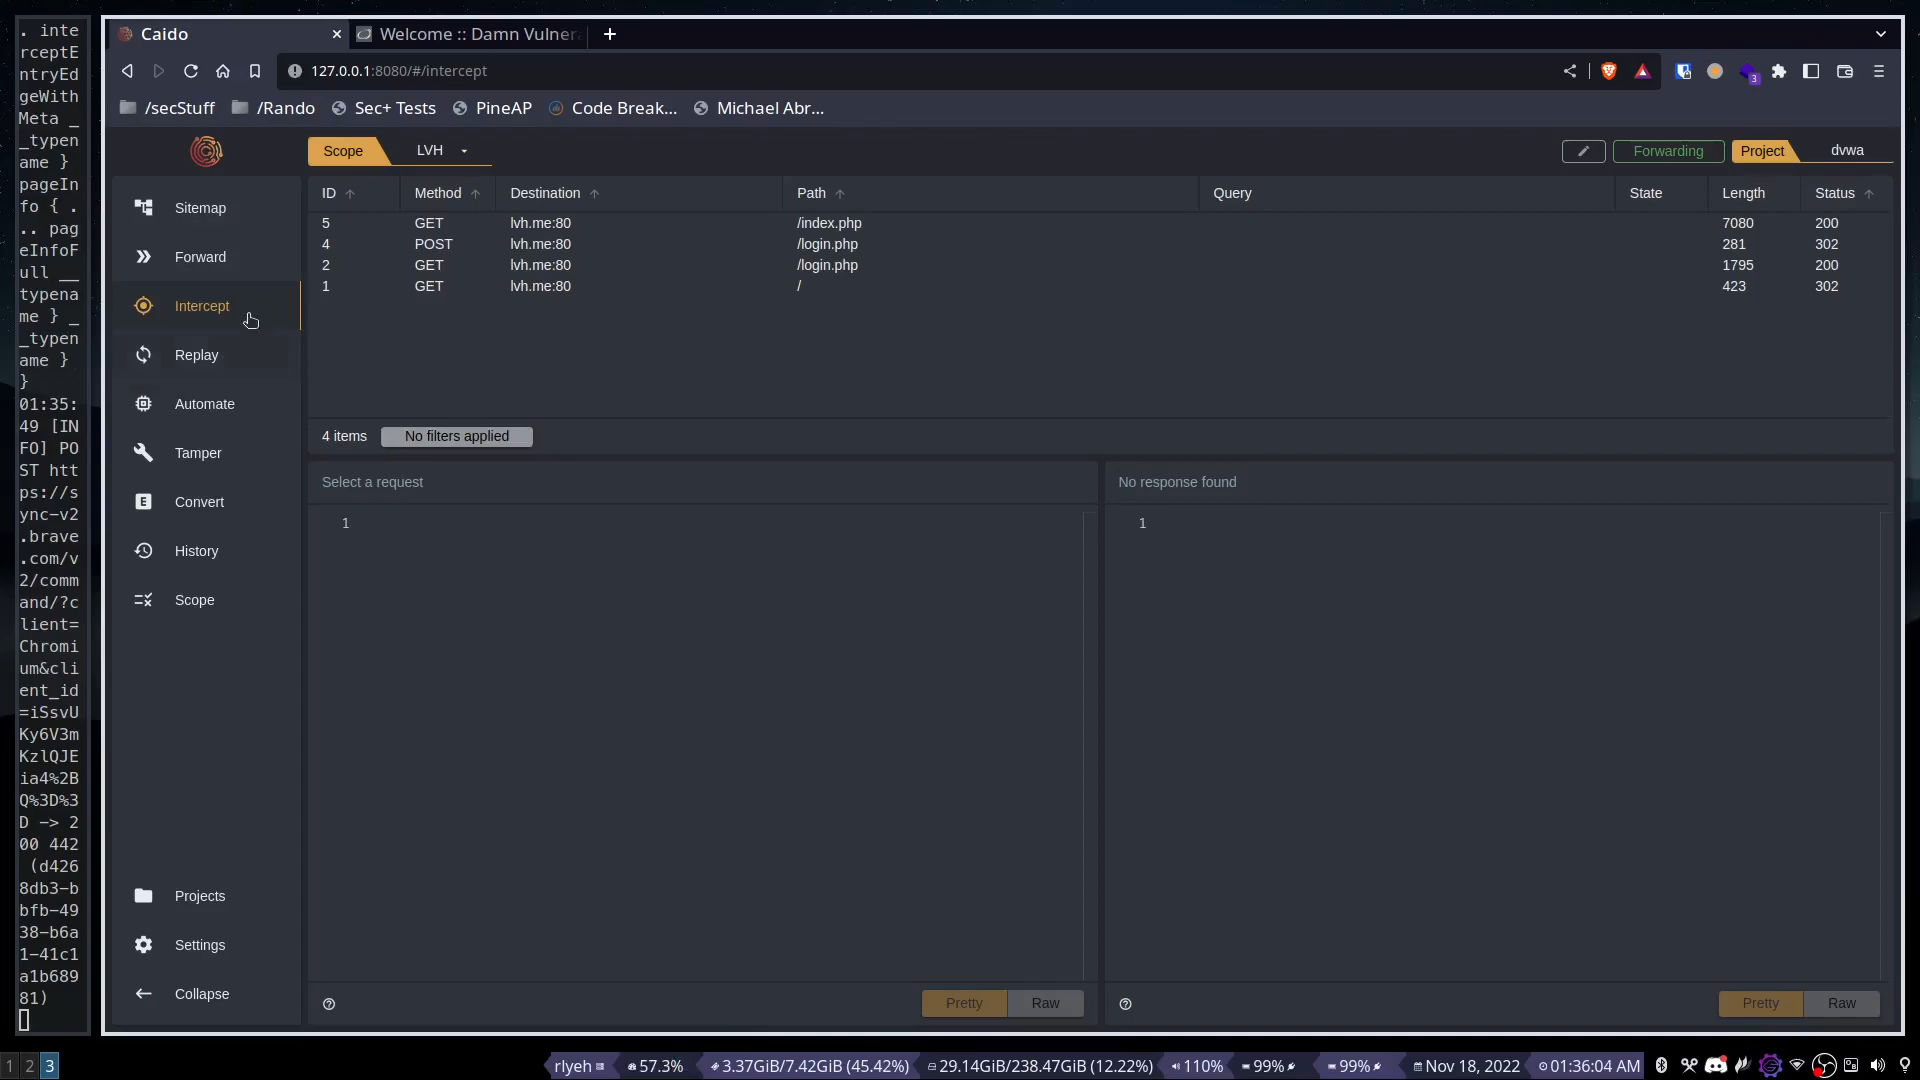 . inte
rceptE
ntryEd
geWith
Meta _
_typen
ame }
pageIn
fo { .
.. pag
eInfoF
ull __
typena
me } _
_typen
ame }
}
01:35:
49 [IN
FO] PO
ST htt
ps://s
ync-v2
.brave
.com/v
2/comm
and/?c
lient=
Chromi
um&cli
ent_id
=iSsvU
Ky6V3m
KzlQJE
ia4%2B
Q%3D%3
D -> 2
00 442
(d426
8db3-b
bfb-49
38-b6a
1-41c1
a1b689
81)
Caido
Welcome :: Damn Vulner
127.0.0.1:8080/#/intercept
3
/secStuff /Rando Sec+ Tests PineAP Code Break... Michael Abr...
Scope LVH Forwarding Project dvwa
Sitemap
Forward
Intercept
Replay
Automate
Tamper
Convert
History
Scope
Projects
Settings
Collapse
ID Method Destination Path Query State Length Status
5 GET lvh.me:80 /index.php 7080 200
4 POST lvh.me:80 /login.php 281 302
2 GET lvh.me:80 /login.php 1795 200
1 GET lvh.me:80 / 423 302
4 items No filters applied
Select a request
1
Pretty Raw
No response found
1
Pretty Raw
1 2 3 rlyeh 57.3% 3.37GiB/7.42GiB (45.42%) 29.14GiB/238.47GiB (12.22%) 110% 99% 99% Nov 18, 2022 01:36:04 AM